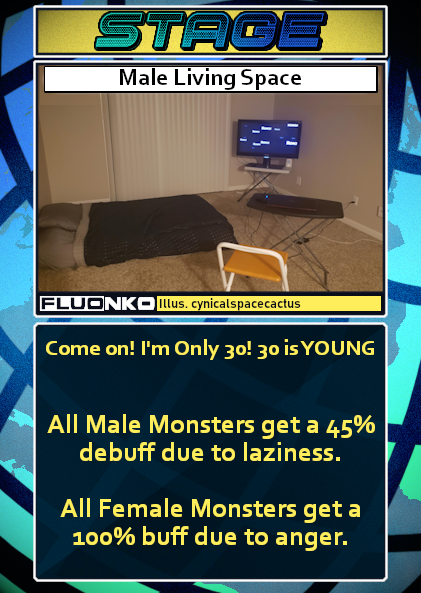 STAGE
Male Living Space
FLUONKO
Illus. cynicalspacecactus
Come on! I'm Only 30! 30 is YOUNG
All Male Monsters get a 45%
debuff due to laziness.
All Female Monsters get a
100% buff due to anger.